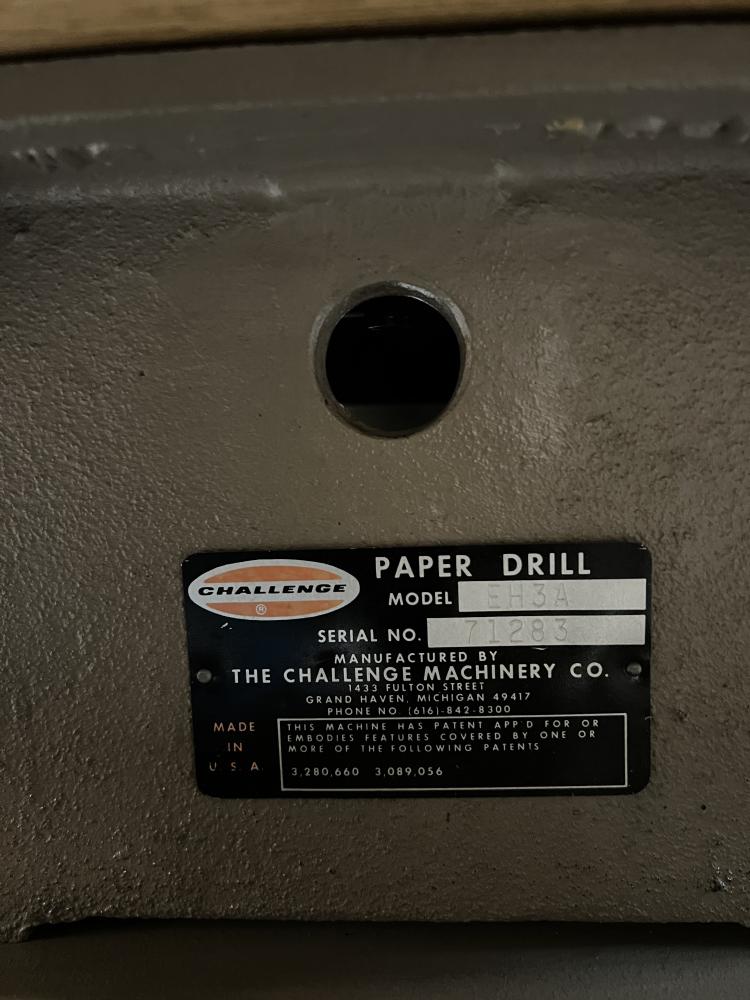 CHALLENGE
®
PAPER DRILL
MODEL EH3A
SERIAL NO. 71283
MANUFACTURED BY
THE CHALLENGE MACHINERY CO.
1433 FULTON STREET
GRAND HAVEN, MICHIGAN 49417
PHONE NO. (616)-842-8300
MADE
IN
U. S. A.
THIS MACHINE HAS PATENT APP'D FOR OR
EMBODIES FEATURES COVERED BY ONE OR
MORE OF THE FOLLOWING PATENTS
3,280,660 3,089,056